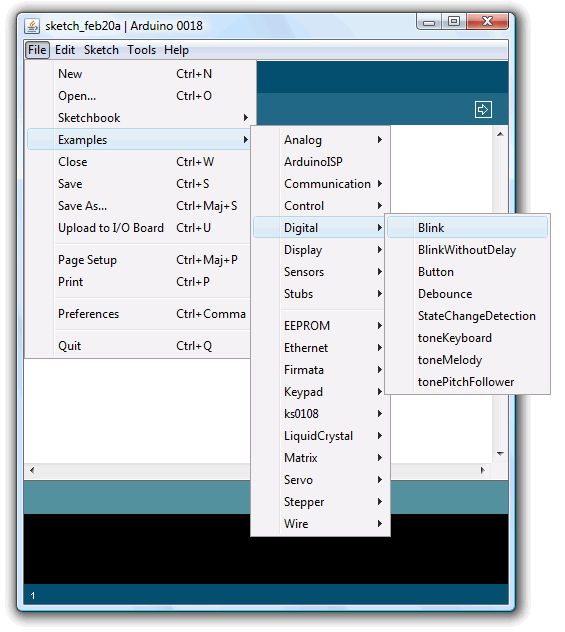 sketch_feb20a | Arduino 0018
File Edit Sketch Tools Help
New Ctrl+N
Open... Ctrl+O
Sketchbook
Examples
Close Ctrl+W
Save Ctrl+S
Save As... Ctrl+Maj+S
Upload to I/O Board Ctrl+U
Page Setup Ctrl+Maj+P
Print Ctrl+P
Preferences Ctrl+Comma
Quit Ctrl+Q
Analog
ArduinoISP
Communication
Control
Digital
Display
Sensors
Stubs
EEPROM
Ethernet
Firmata
Keypad
ks0108
LiquidCrystal
Matrix
Servo
Stepper
Wire
Blink
BlinkWithoutDelay
Button
Debounce
StateChangeDetection
toneKeyboard
toneMelody
tonePitchFollower
1